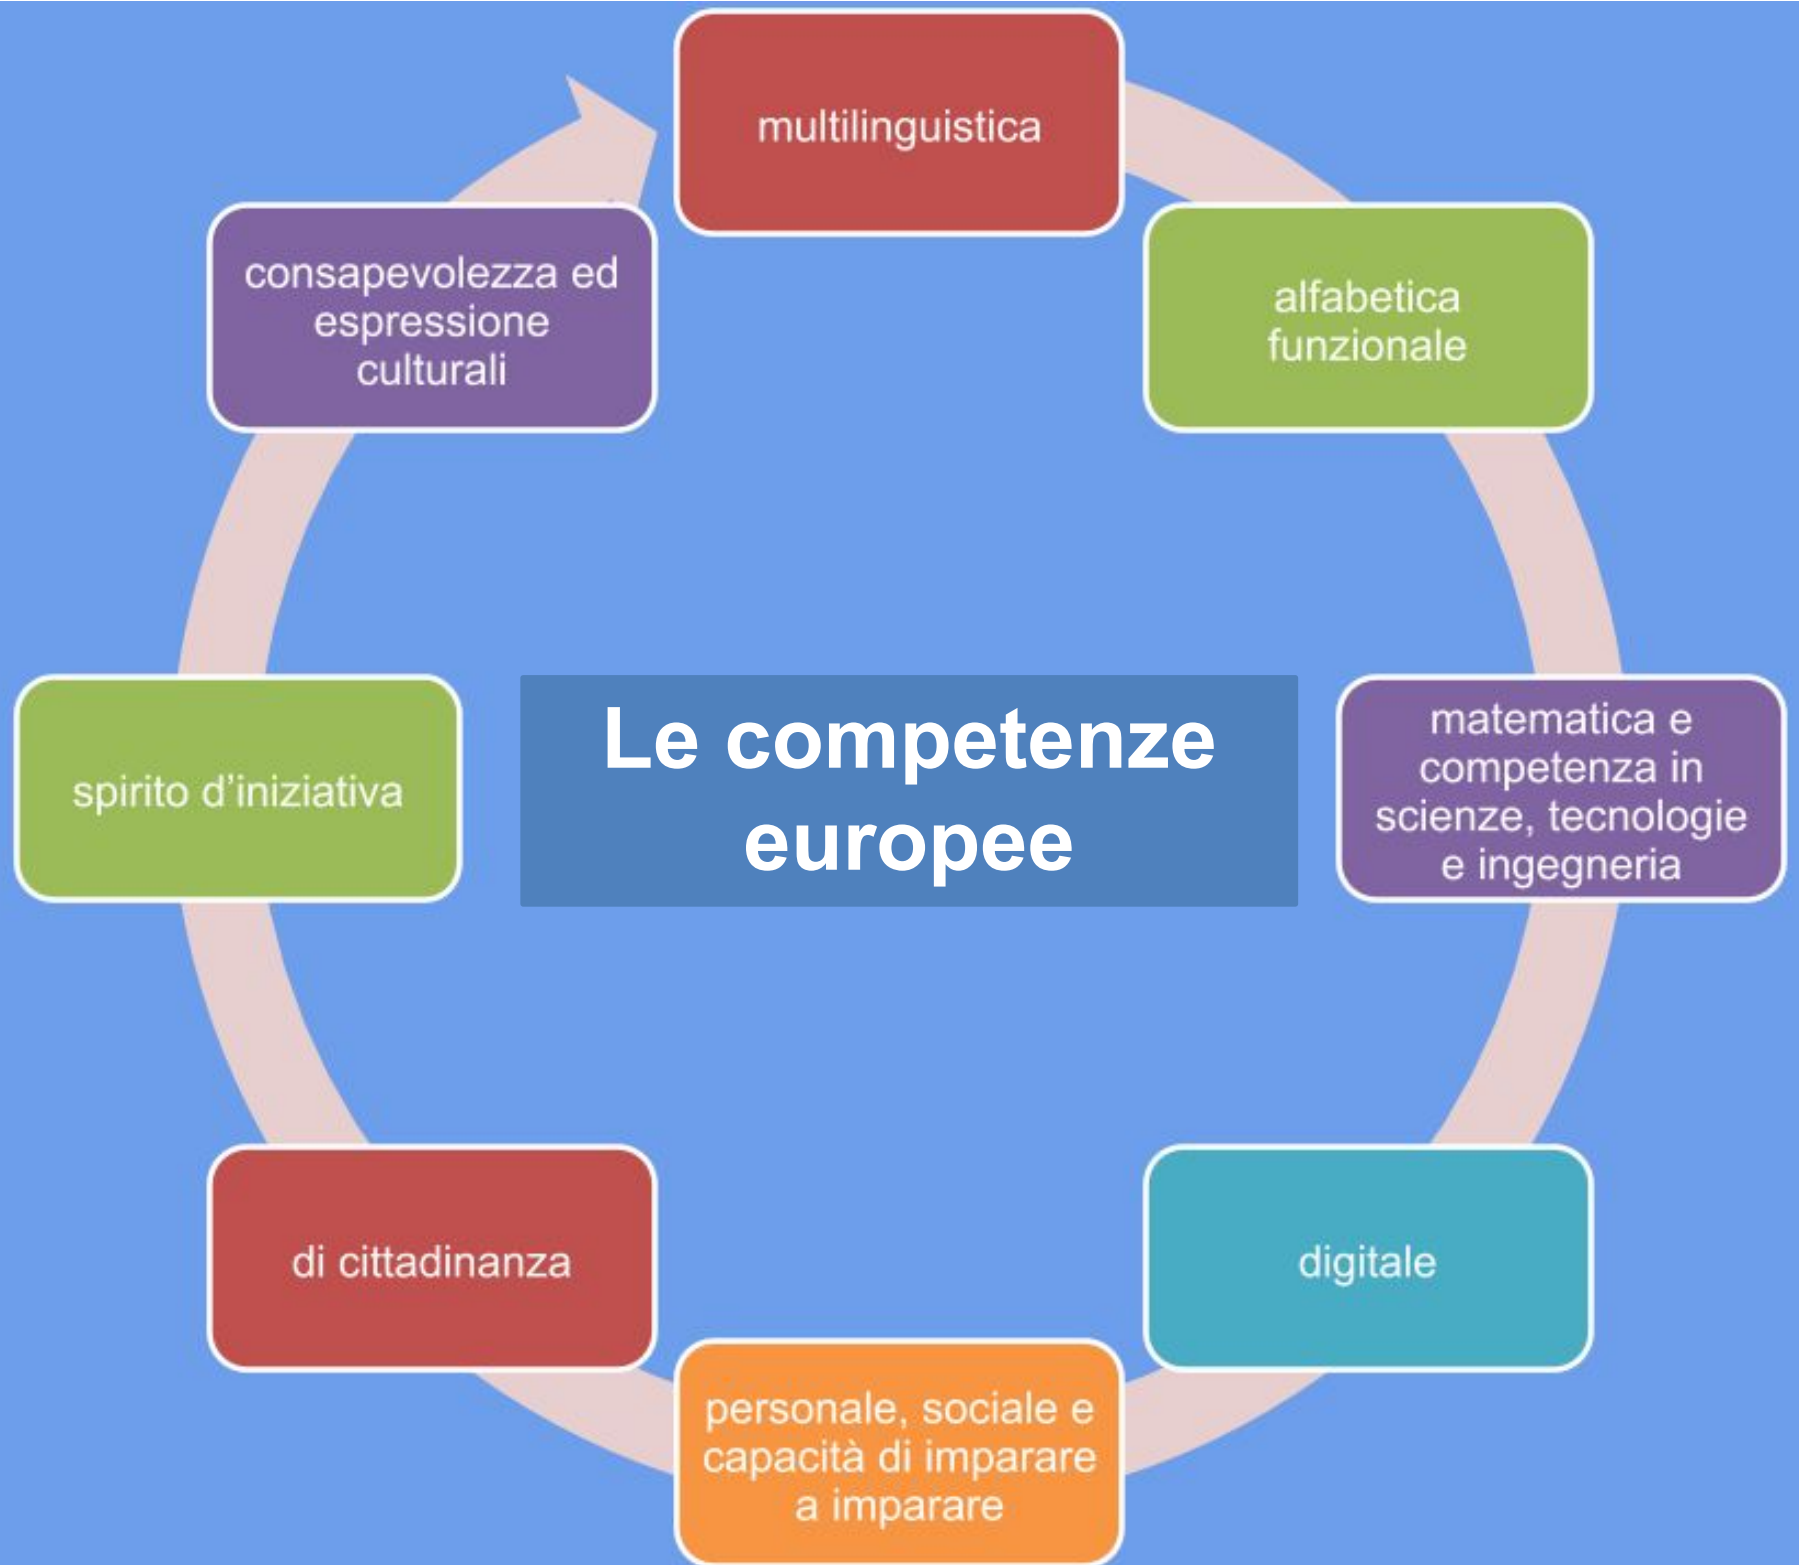 multilinguistica
alfabetica
funzionale
matematica e
competenza in
scienze, tecnologie
e ingegneria
digitale
personale, sociale e
capacità di imparare
a imparare
di cittadinanza
spirito d'iniziativa
consapevolezza ed
espressione
culturali
Le competenze
europee